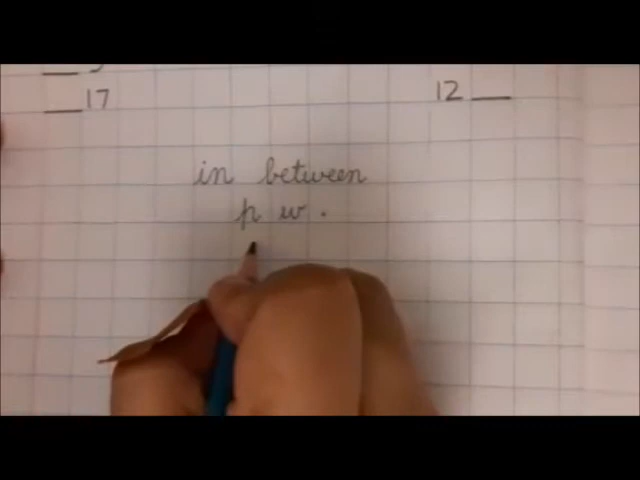 __17
12 __
in between
p w.